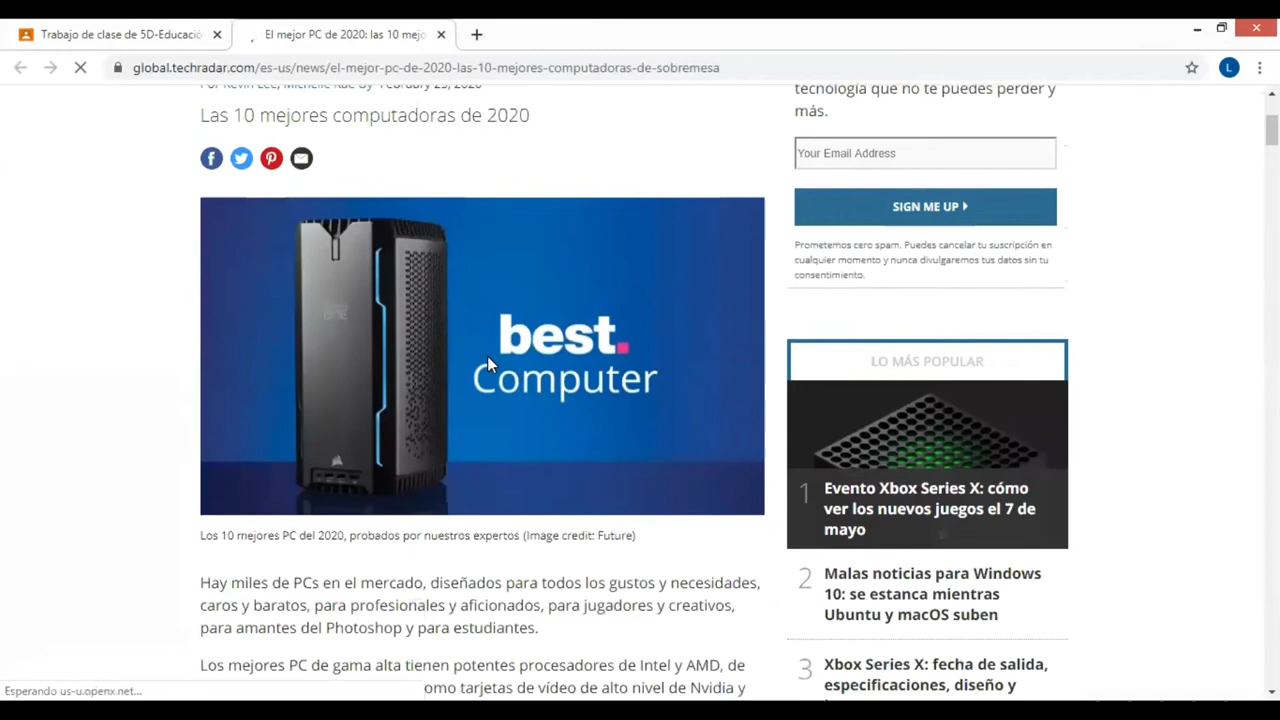 Trabajo de clase de 5D-Educació
El mejor PC de 2020: las 10 mejo
global.techradar.com/es-us/news/el-mejor-pc-de-2020-las-10-mejores-computadoras-de-sobremesa
L
Las 10 mejores computadoras de 2020
best.
Computer
Los 10 mejores PC del 2020, probados por nuestros expertos (Image credit: Future)
Hay miles de PCs en el mercado, diseñados para todos los gustos y necesidades,
caros y baratos, para profesionales y aficionados, para jugadores y creativos,
para amantes del Photoshop y para estudiantes.
Los mejores PC de gama alta tienen potentes procesadores de Intel y AMD, de
omo tarjetas de vídeo de alto nivel de Nvidia y
tecnología que no te puedes perder y
más.
Your Email Address
SIGN ME UP
Prometemos cero spam. Puedes cancelar tu suscripción en
cualquier momento y nunca divulgaremos tus datos sin tu
consentimiento.
LO MÁS POPULAR
1 Evento Xbox Series X: cómo
ver los nuevos juegos el 7 de
mayo
2 Malas noticias para Windows
10: se estanca mientras
Ubuntu y macOS suben
3 Xbox Series X: fecha de salida,
especificaciones, diseño y
Esperando us-u.openx.net...